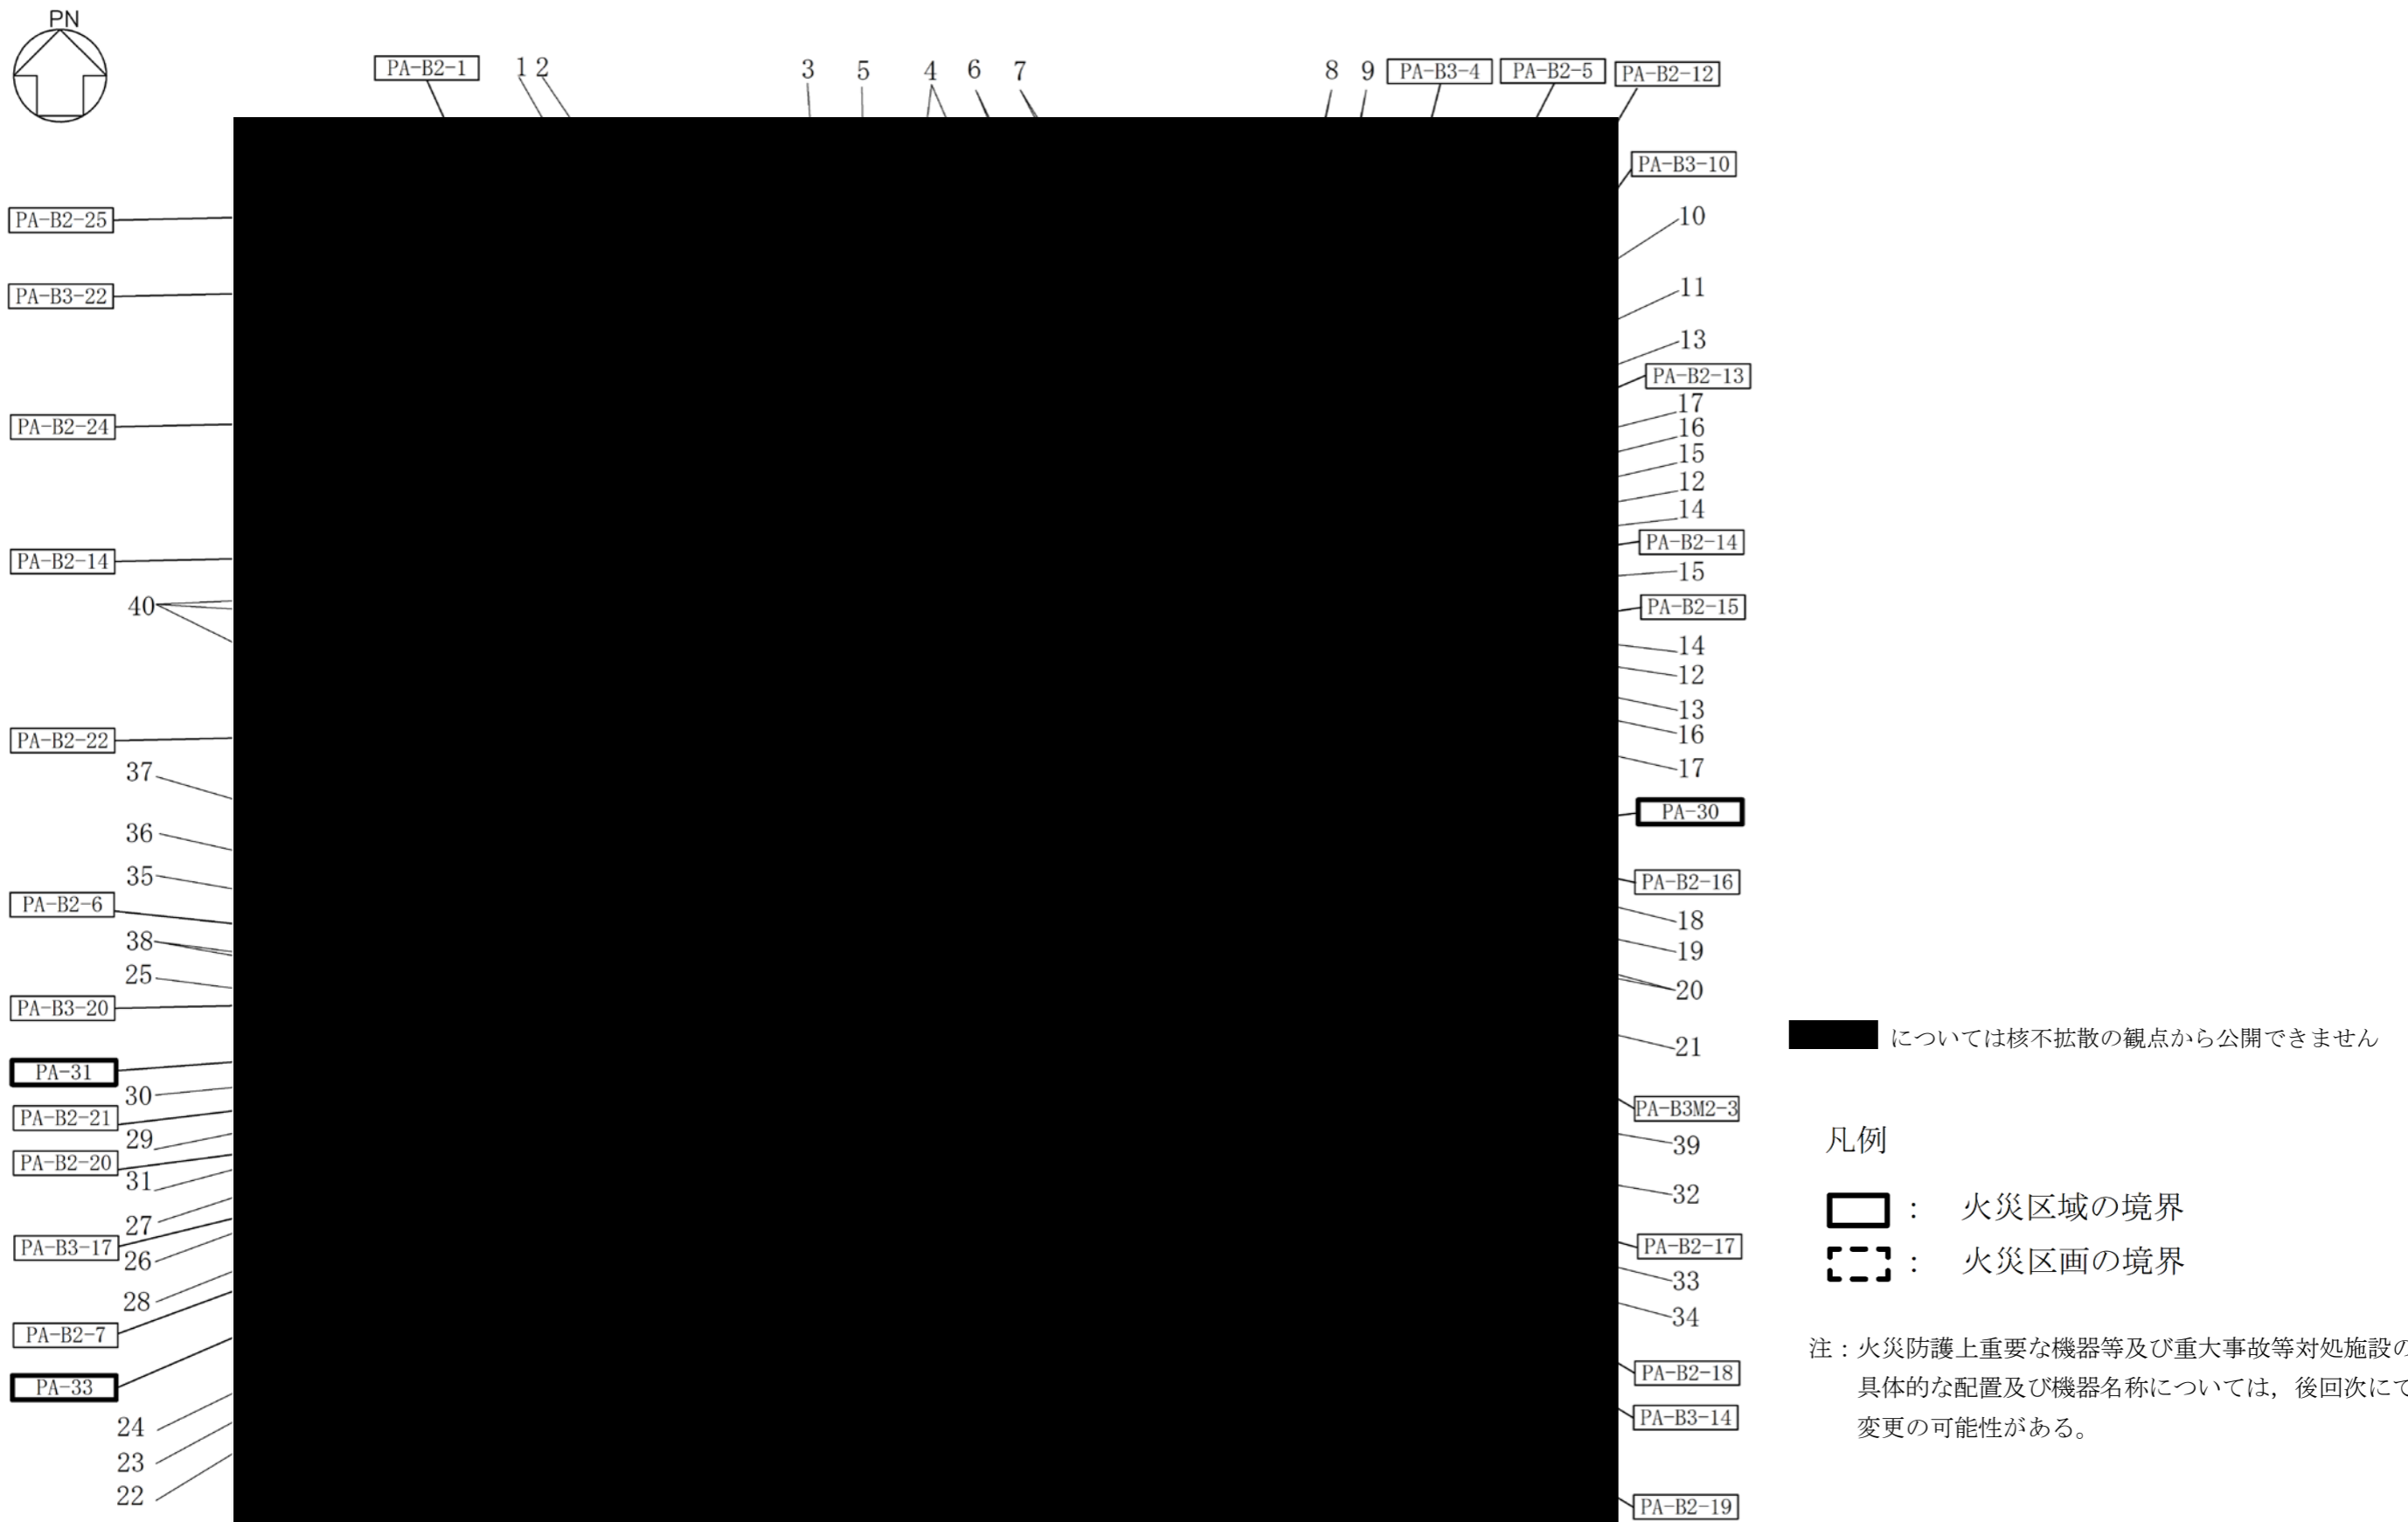 PN
PA-B2-1
1 2
3
5
4
6
7
8
9
PA-B3-4
PA-B2-5
PA-B2-12
PA-B3-10
10
11
13
PA-B2-13
17
16
15
12
14
PA-B2-14
15
PA-B2-15
14
12
13
16
17
PA-30
PA-B2-16
18
19
20
21
PA-B3M2-3
39
32
PA-B2-17
33
34
PA-B2-18
PA-B3-14
PA-B2-19
PA-B2-25
PA-B3-22
PA-B2-24
PA-B2-14
40
PA-B2-22
37
36
35
PA-B2-6
38
25
PA-B3-20
PA-31
30
PA-B2-21
29
PA-B2-20
31
27
PA-B3-17
26
28
PA-B2-7
PA-33
24
23
22
については核不拡散の観点から公開できません
凡例
： 火災区域の境界
： 火災区画の境界
注：火災防護上重要な機器等及び重大事故等対処施設の
具体的な配置及び機器名称については，後回次にて
変更の可能性がある。